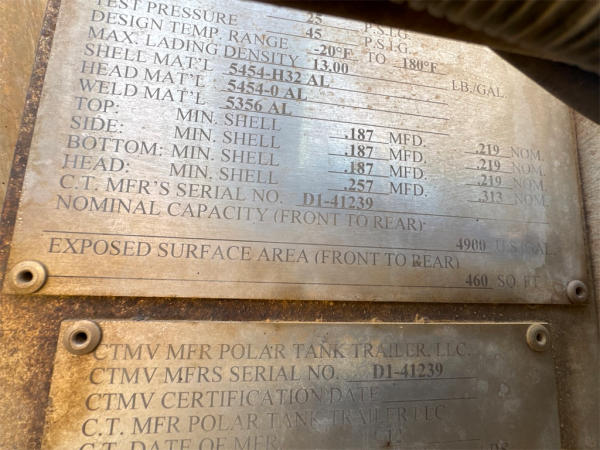 TEST PRESSURE 25 P.S.I.G.
DESIGN TEMP. RANGE 45 P.S.I.G.
MAX. LADING DENSITY -20°F TO -180°F
SHELL MAT'L 13.00 LB./GAL
HEAD MAT'L 5454-H32 AL
WELD MAT'L 5454-0 AL
5356 AL
TOP: MIN. SHELL .187 MFD. .219 NOM.
SIDE: MIN. SHELL .187 MFD. .219 NOM.
BOTTOM: MIN. SHELL .187 MFD. .219 NOM.
HEAD: MIN. SHELL .257 MFD. .313 NOM.
C.T. MFR'S SERIAL NO. D1-41239
NOMINAL CAPACITY (FRONT TO REAR)
4900 U.S. GAL.
EXPOSED SURFACE AREA (FRONT TO REAR)
460 SQ. FT.
CTMV MFR POLAR TANK TRAILER, LLC.
CTMV MFRS SERIAL NO. D1-41239
CTMV CERTIFICATION DATE
C.T. MFR POLAR TANK TRAILER LLC
C.T. DATE OF MFR